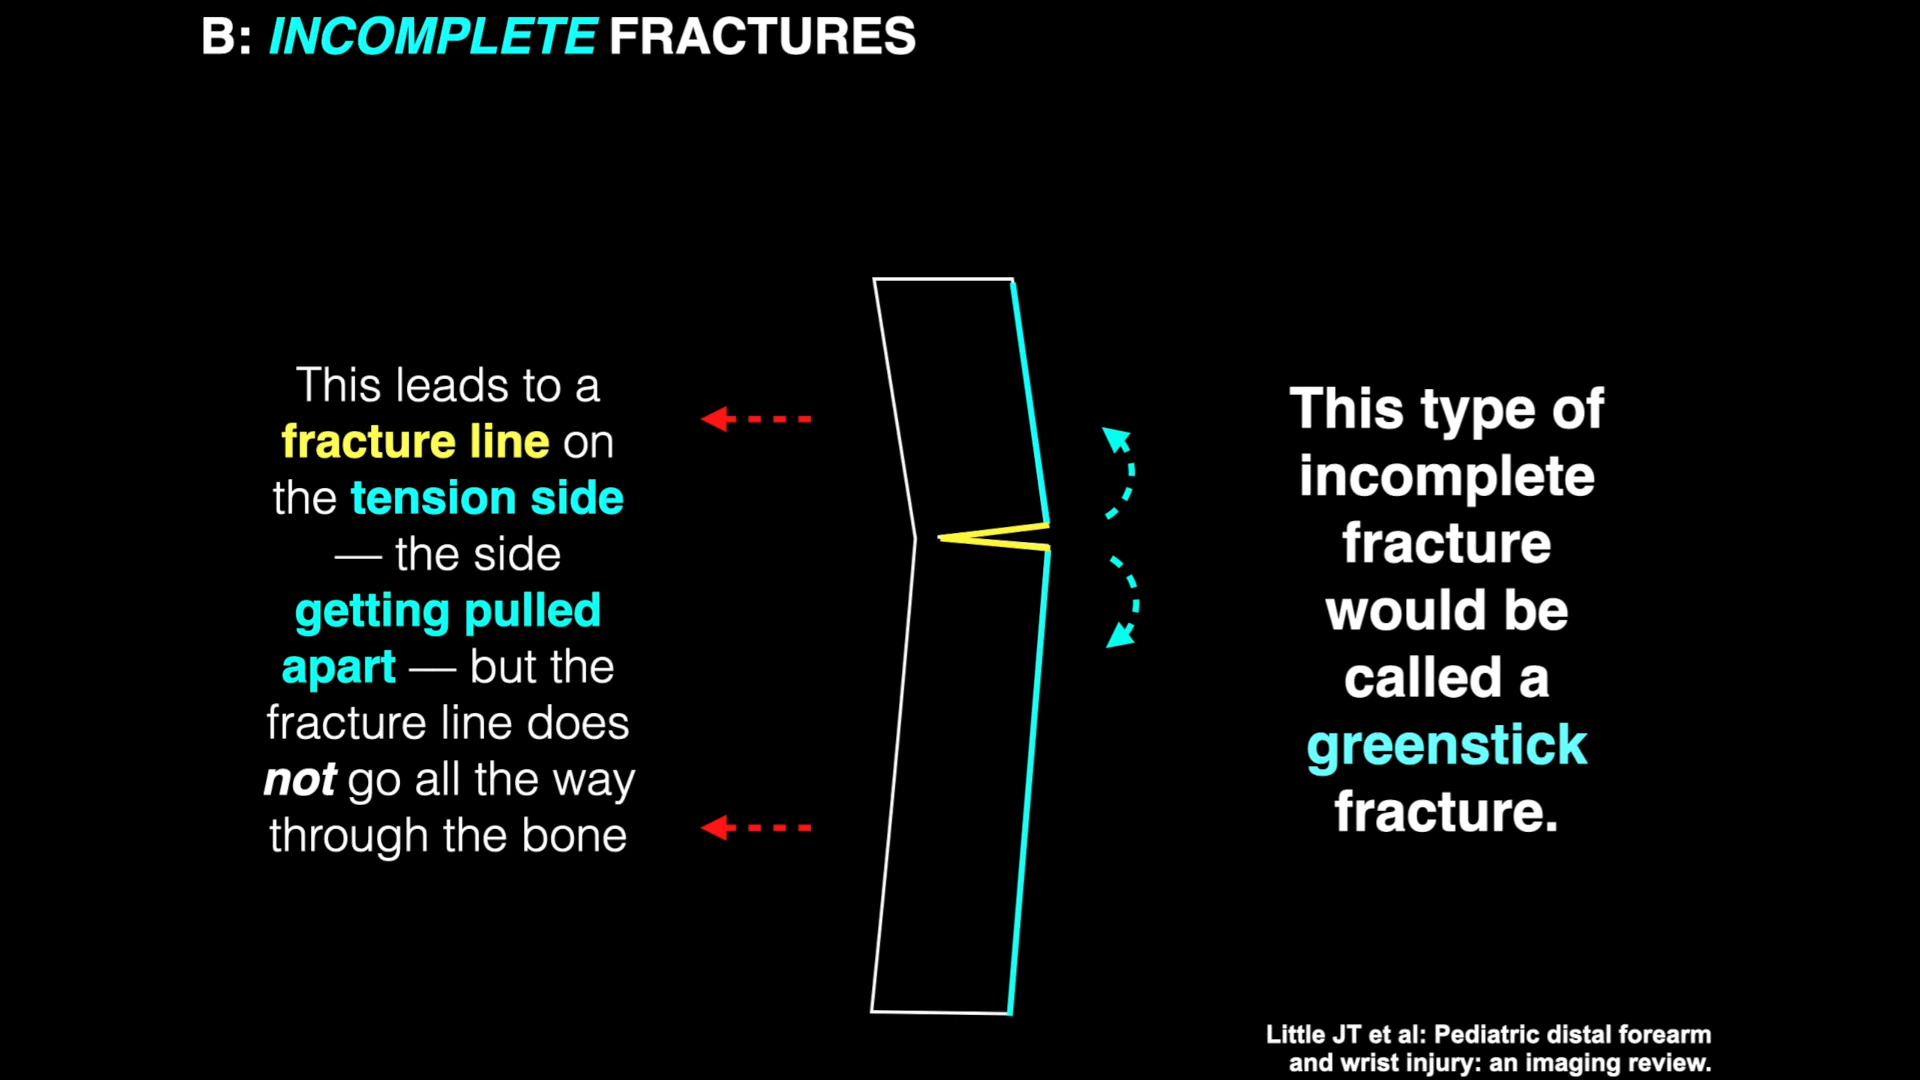 B: INCOMPLETE FRACTURES
This leads to a
fracture line on
the tension side
— the side
getting pulled
apart — but the
fracture line does
not go all the way
through the bone
This type of
incomplete
fracture
would be
called a
greenstick
fracture.
Little JT et al: Pediatric distal forearm
and wrist injury: an imaging review.